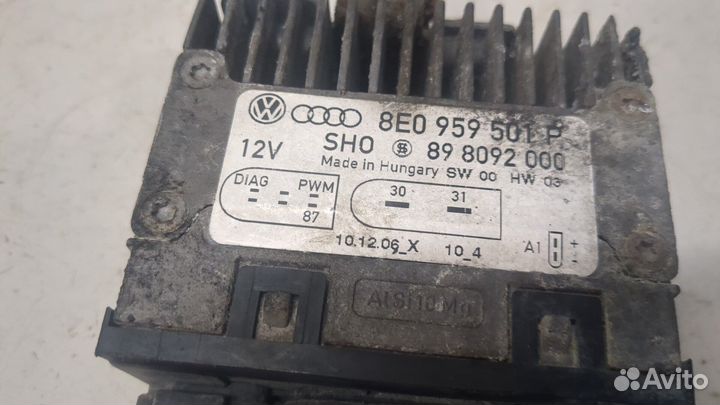 8E0 959 501 P
12V SHO 89 8092 000
Made in Hungary SW 00 HW 03
DIAG PWM
87
30 31
10.12.06_X 10_4
A1 + -
AlSi10Mg
Avito